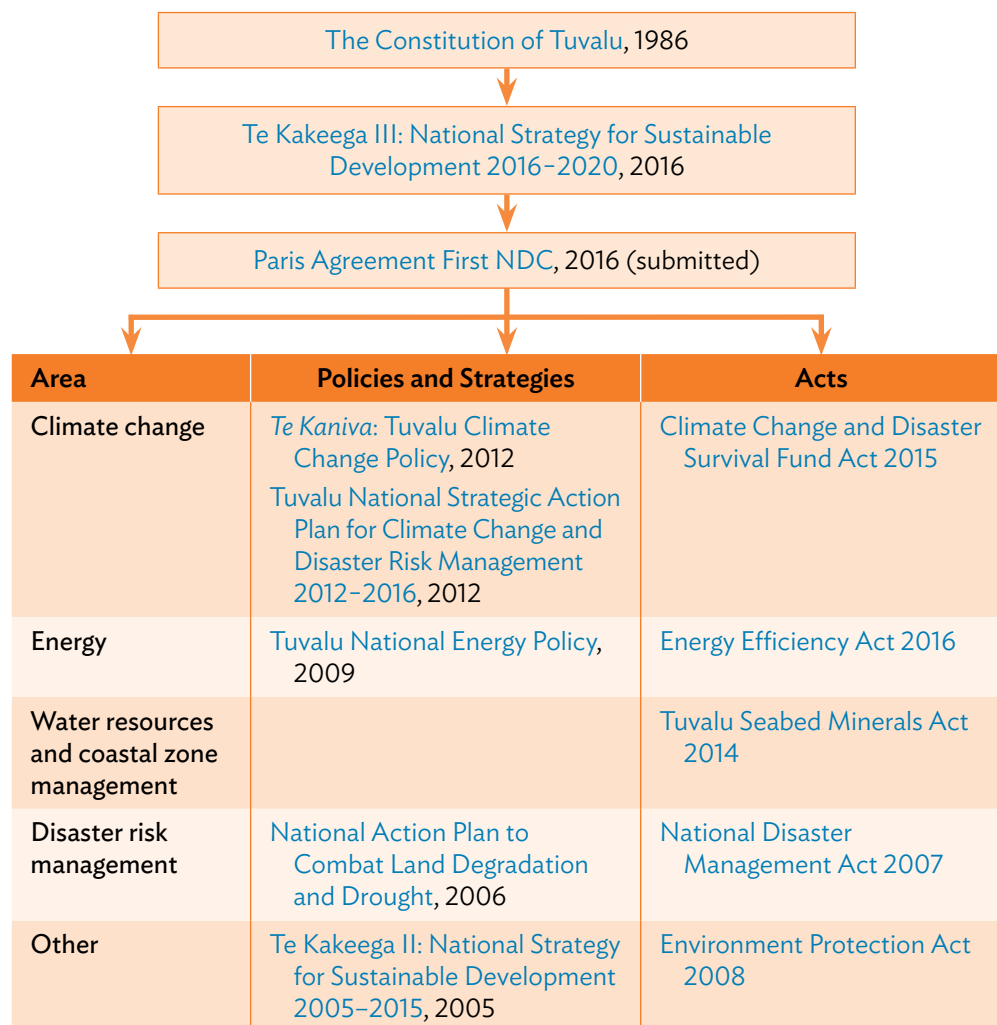 The Constitution of Tuvalu, 1986
Te Kakeega III: National Strategy for Sustainable
Development 2016–2020, 2016
Paris Agreement First NDC, 2016 (submitted)
Area
Policies and Strategies
Acts
Climate change
Te Kaniva: Tuvalu Climate
Change Policy, 2012
Tuvalu National Strategic Action
Plan for Climate Change and
Disaster Risk Management
2012–2016, 2012
Climate Change and Disaster
Survival Fund Act 2015
Energy
Tuvalu National Energy Policy,
2009
Energy Efficiency Act 2016
Water resources
and coastal zone
management
Tuvalu Seabed Minerals Act
2014
Disaster risk
management
National Action Plan to
Combat Land Degradation
and Drought, 2006
National Disaster
Management Act 2007
Other
Te Kakeega II: National Strategy
for Sustainable Development
2005–2015, 2005
Environment Protection Act
2008